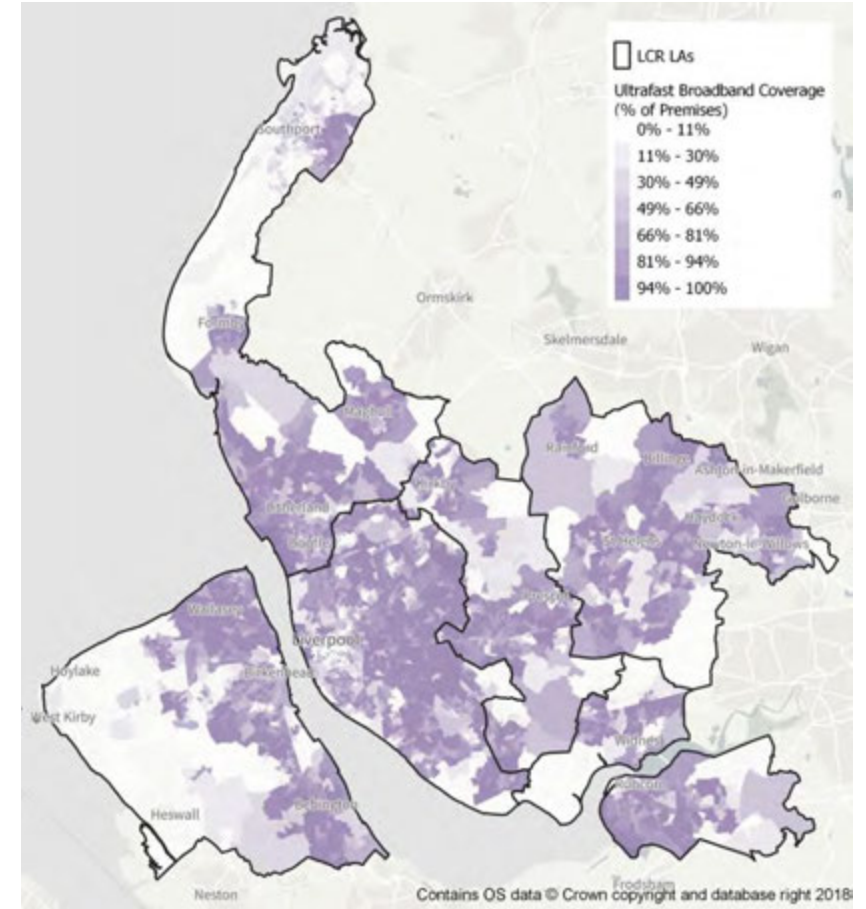 LCR LAs
Ultrafast Broadband Coverage
(% of Premises)
0% - 11%
11% - 30%
30% - 49%
49% - 66%
66% - 81%
81% - 94%
94% - 100%
Southport
Ormskirk
Formby
Skelmersdale
Wigan
Maghull
Rainford
Billinge
Ashton-in-Makerfield
Kirkby
Golborne
Litherland
Haydock
Bootle
St Helens
Newton-le-Willows
Prescot
Wallasey
Liverpool
Hoylake
Birkenhead
West Kirby
Widnes
Runcorn
Bebington
Heswall
Frodsham
Neston
Contains OS data © Crown copyright and database right 2018